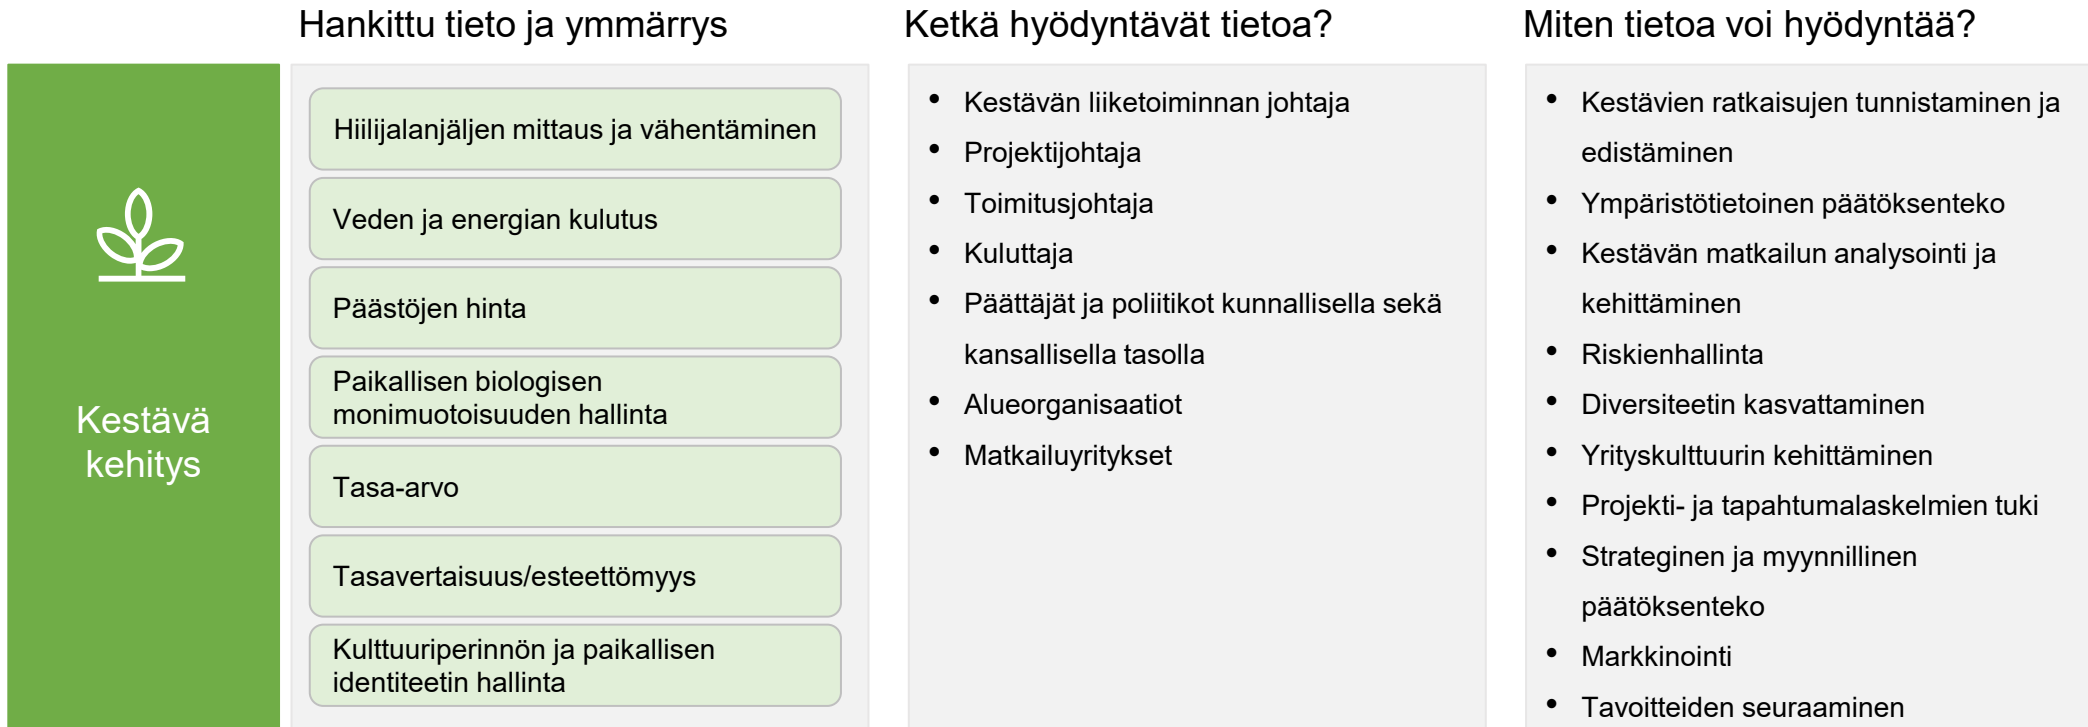 Hankittu tieto ja ymmärrys
Ketkä hyödyntävät tietoa?
Miten tietoa voi hyödyntää?
Kestävä
kehitys
Hiilijalanjäljen mittaus ja vähentäminen
Veden ja energian kulutus
Päästöjen hinta
Paikallisen biologisen
monimuotoisuuden hallinta
Tasa-arvo
Tasavertaisuus/esteettömyys
Kulttuuriperinnön ja paikallisen
identiteetin hallinta
• Kestävän liiketoiminnan johtaja
• Projektijohtaja
• Toimitusjohtaja
• Kuluttaja
• Päättäjät ja poliitikot kunnallisella sekä
kansallisella tasolla
• Alueorganisaatiot
• Matkailuyritykset
• Kestävien ratkaisujen tunnistaminen ja
edistäminen
• Ympäristötietoinen päätöksenteko
• Kestävän matkailun analysointi ja
kehittäminen
• Riskienhallinta
• Diversiteetin kasvattaminen
• Yrityskulttuurin kehittäminen
• Projekti- ja tapahtumalaskelmien tuki
• Strateginen ja myynnillinen
päätöksenteko
• Markkinointi
• Tavoitteiden seuraaminen